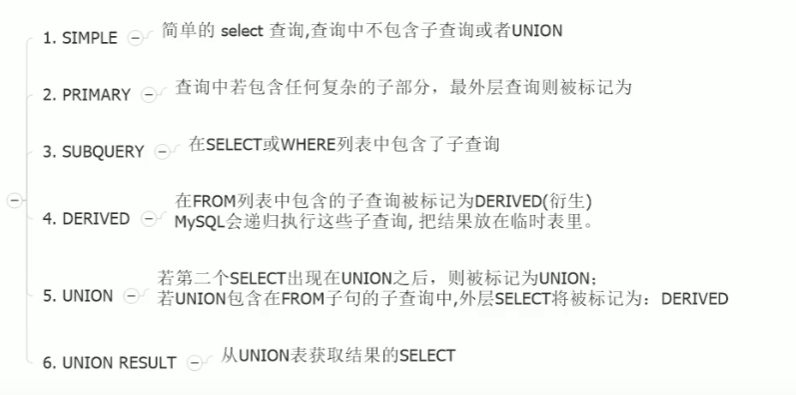 1. SIMPLE 简单的 select 查询,查询中不包含子查询或者UNION
2. PRIMARY 查询中若包含任何复杂的子部分，最外层查询则被标记为
3. SUBQUERY 在SELECT或WHERE列表中包含了子查询
在FROM列表中包含的子查询被标记为DERIVED(衍生)
4. DERIVED MySQL会递归执行这些子查询, 把结果放在临时表里。
若第二个SELECT出现在UNION之后，则被标记为UNION；
5. UNION 若UNION包含在FROM子句的子查询中,外层SELECT将被标记为：DERIVED
6. UNION RESULT 从UNION表获取结果的SELECT